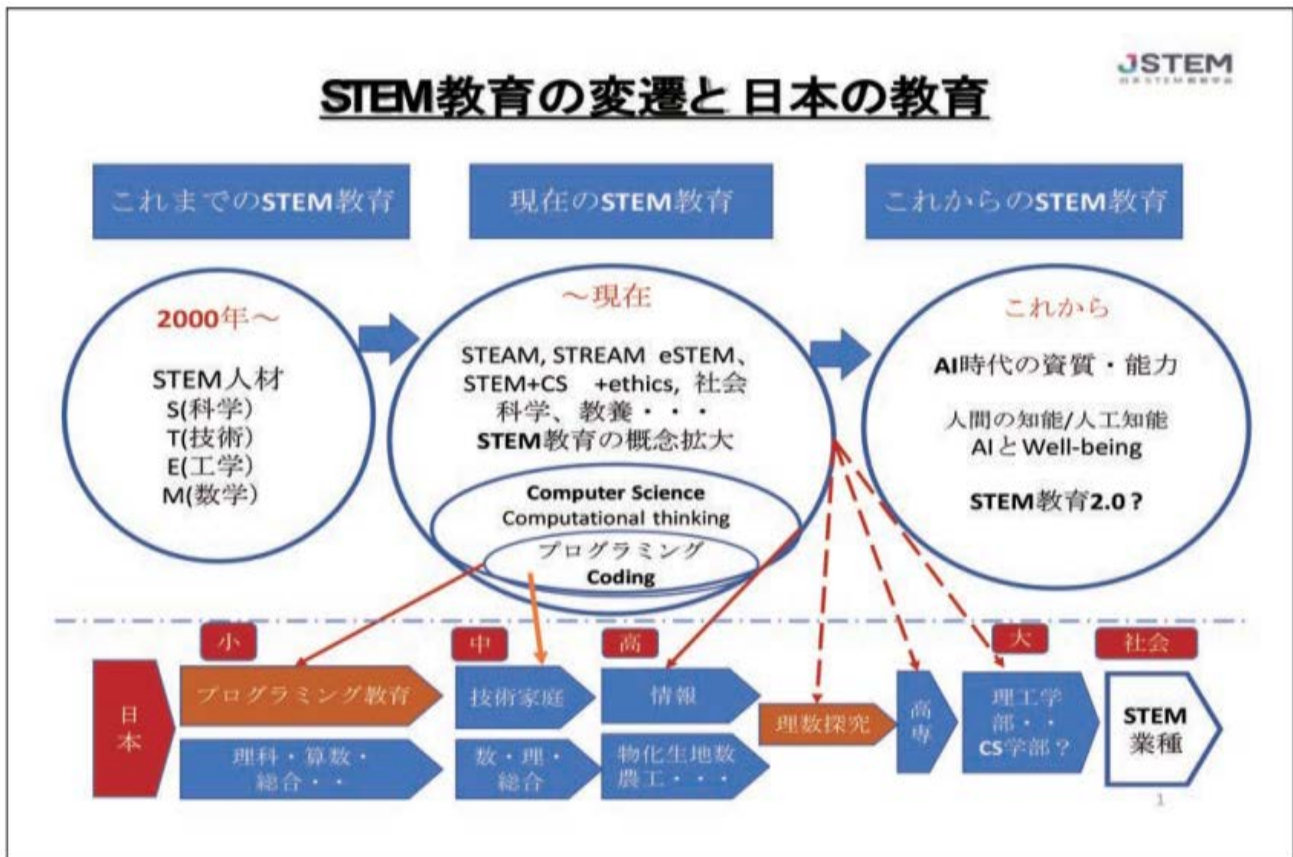 JSTEM
STEM教育の変遷と日本の教育
これまでのSTEM教育
現在のSTEM教育
これからのSTEM教育
2000年～
STEM人材
S(科学)
T(技術)
E(工学)
M(数学)
～現在
STEAM, STREAM eSTEM、
STEM+CS +ethics, 社会
科学、教養・・・
STEM教育の概念拡大
Computer Science
Computational thinking
プログラミング
Coding
これから
AI時代の資質・能力
人間の知能/人工知能
AIとWell-being
STEM教育2.0？
小
中
高
大
社会
日
本
プログラミング教育
理科・算数・
総合・・
技術家庭
数・理・
総合
情報
物化生地数
農工・・・
理数探究
高
専
理工学
部・・
CS学部？
STEM
業種
1